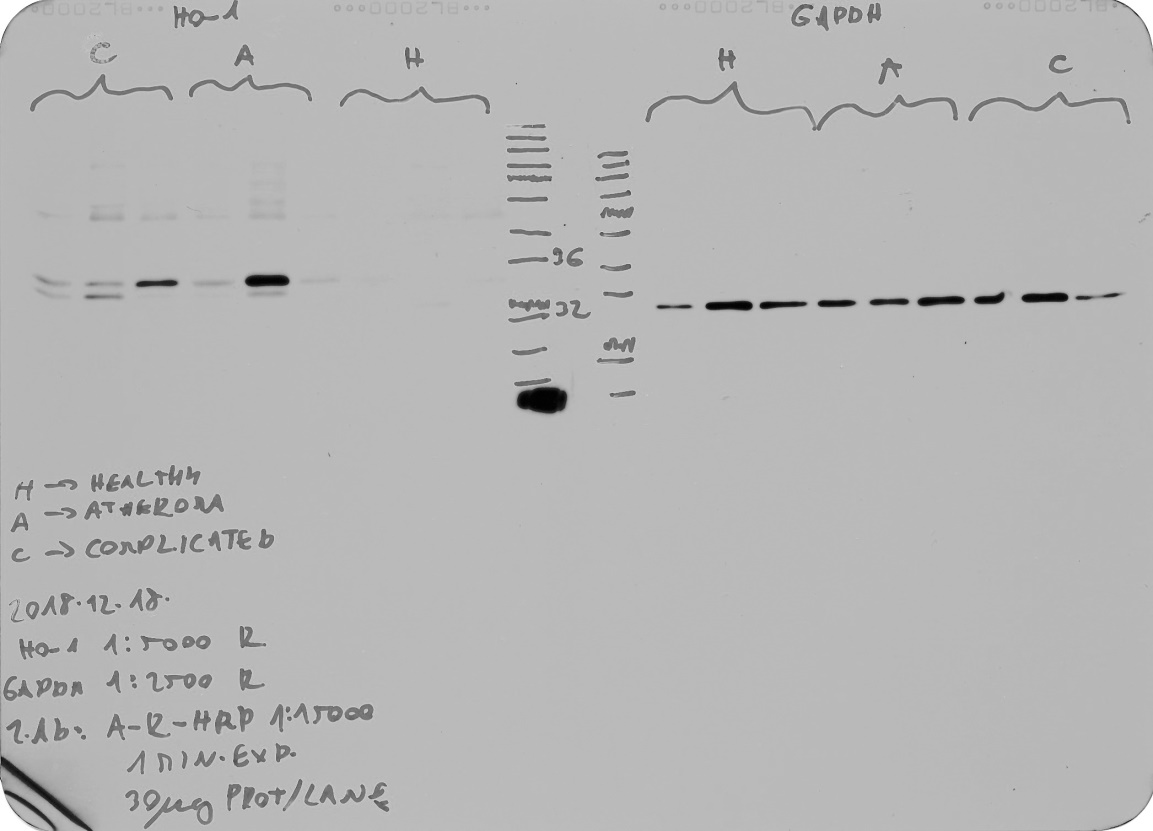 HO-1
GAPDH
C A H
H A C
36
32
H → HEALTHY
A → ATHEROMA
C → COMPLICATED
2018.12.18.
HO-1 1:5000 R
GAPDH 1:2500 R
2.Ab: A-R-HRP 1:15000
1 MIN. EXP.
30µg PROT/LANE